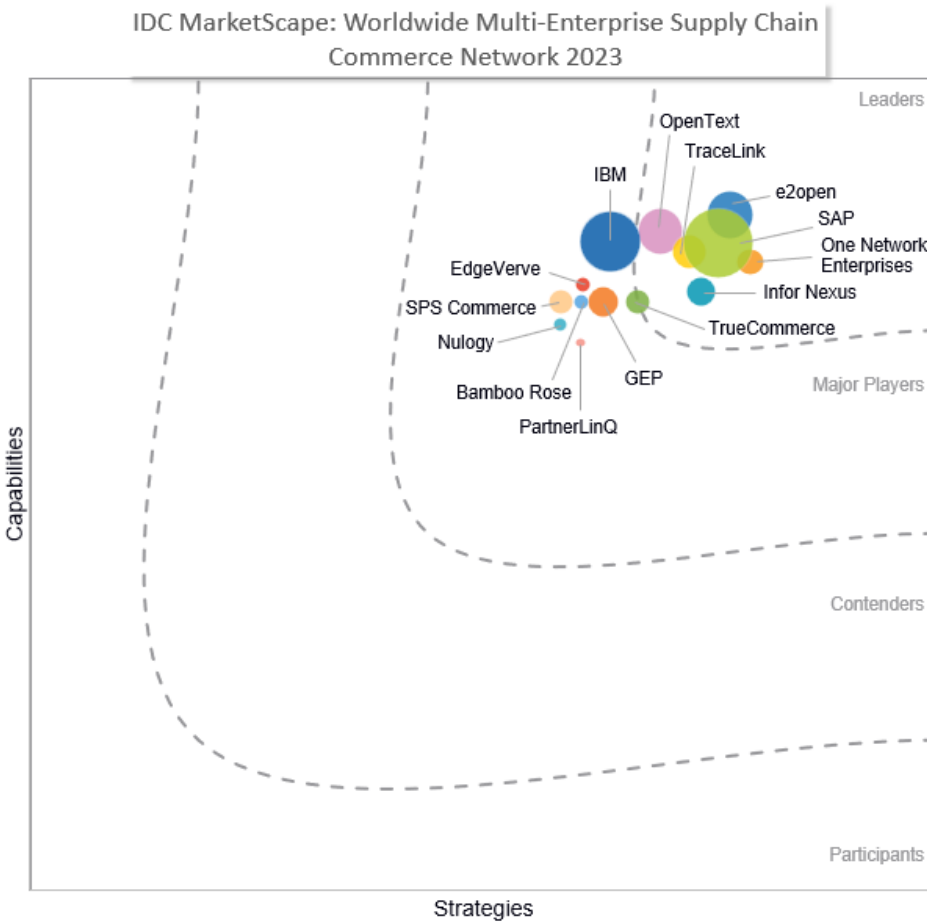 IDC MarketScape: Worldwide Multi-Enterprise Supply Chain
Commerce Network 2023
Leaders
OpenText
TraceLink
IBM
e2open
SAP
One Network
Enterprises
EdgeVerve
Infor Nexus
SPS Commerce
TrueCommerce
Nulogy
GEP
Major Players
Bamboo Rose
PartnerLinQ
Capabilities
Contenders
Participants
Strategies